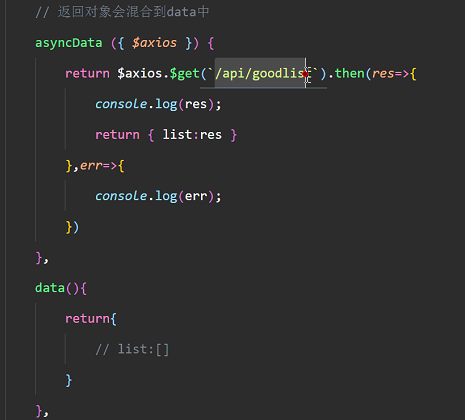 // 返回对象会混合到data中
asyncData ({ $axios }) {
return $axios.$get(`/api/goodlist`).then(res=>{
console.log(res);
return { list:res }
},err=>{
console.log(err);
})
},
data(){
return{
// list:[]
}
},